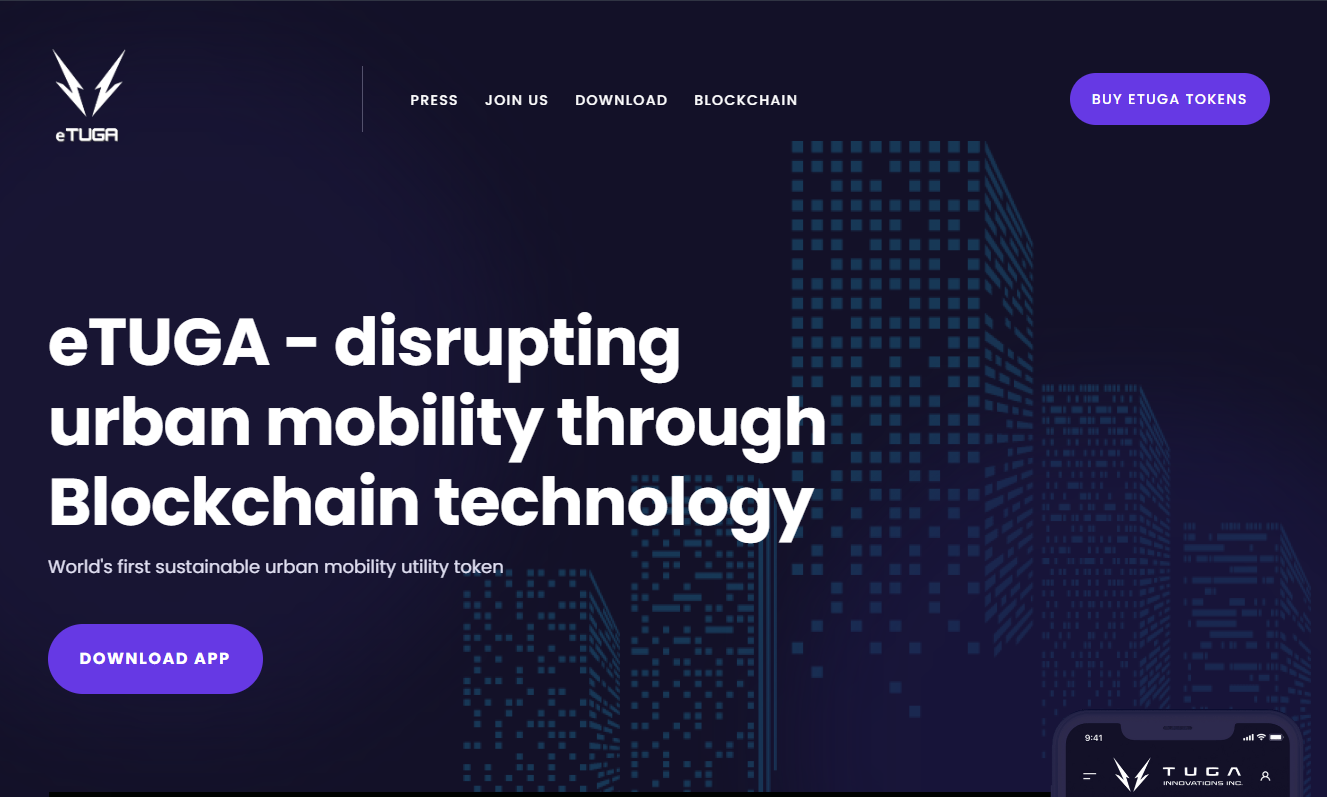 eTUGA
PRESS JOIN US DOWNLOAD BLOCKCHAIN
BUY ETUGA TOKENS
eTUGA - disrupting
urban mobility through
Blockchain technology
World's first sustainable urban mobility utility token
DOWNLOAD APP
9:41
TUGA
INNOVATIONS INC.